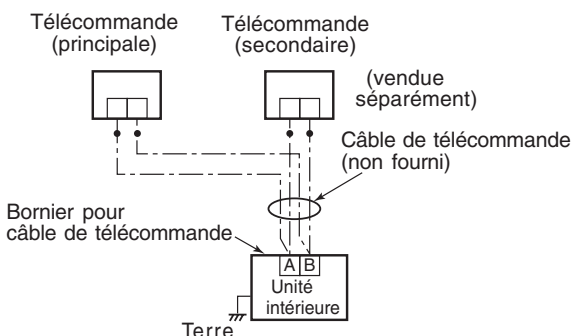 Télécommande
(principale)
Télécommande
(secondaire)
(vendue
séparément)
Câble de télécommande
(non fourni)
Bornier pour
câble de télécommande
A B
Unité
intérieure
Terre